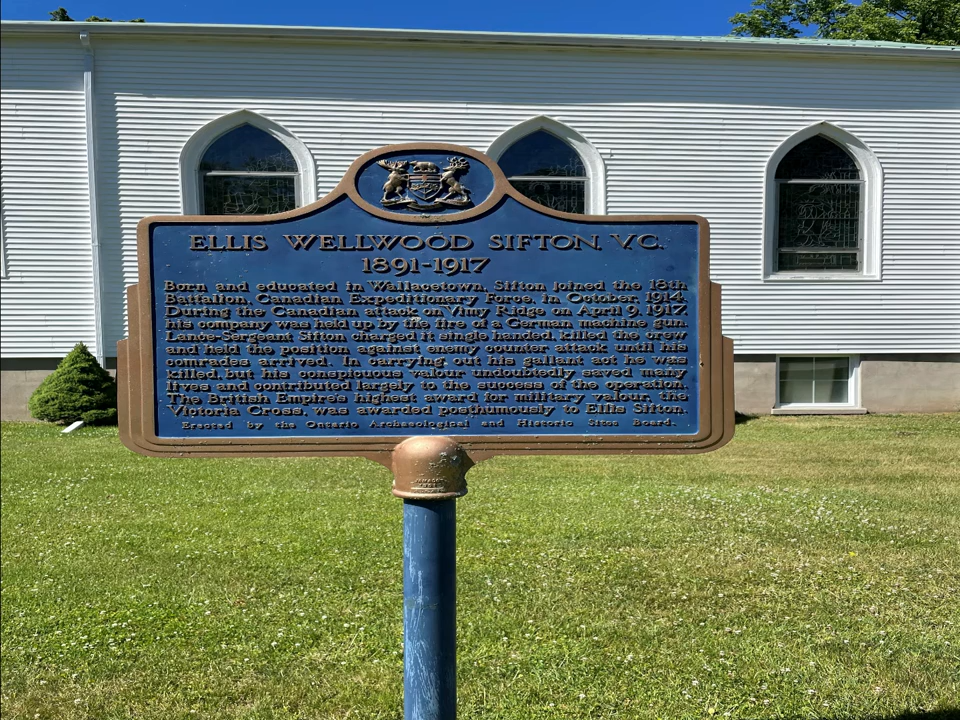 ELLIS WELLWOOD SIFTON, V.C.
1891-1917
Born and educated in Wallacetown, Sifton joined the 18th
Battalion, Canadian Expeditionary Force, in October, 1914.
During the Canadian attack on Vimy Ridge on April 9, 1917,
his company was held up by the fire of a German machine gun.
Lance-Sergeant Sifton charged it single handed, killed the crew
and held the position against enemy counter attack until his
comrades arrived. In carrying out his gallant act he was
killed, but his conspicuous valour undoubtedly saved many
lives and contributed largely to the success of the operation.
The British Empire's highest award for military valour, the
Victoria Cross, was awarded posthumously to Ellis Sifton.
Erected by the Ontario Archaeological and Historic Sites Board.